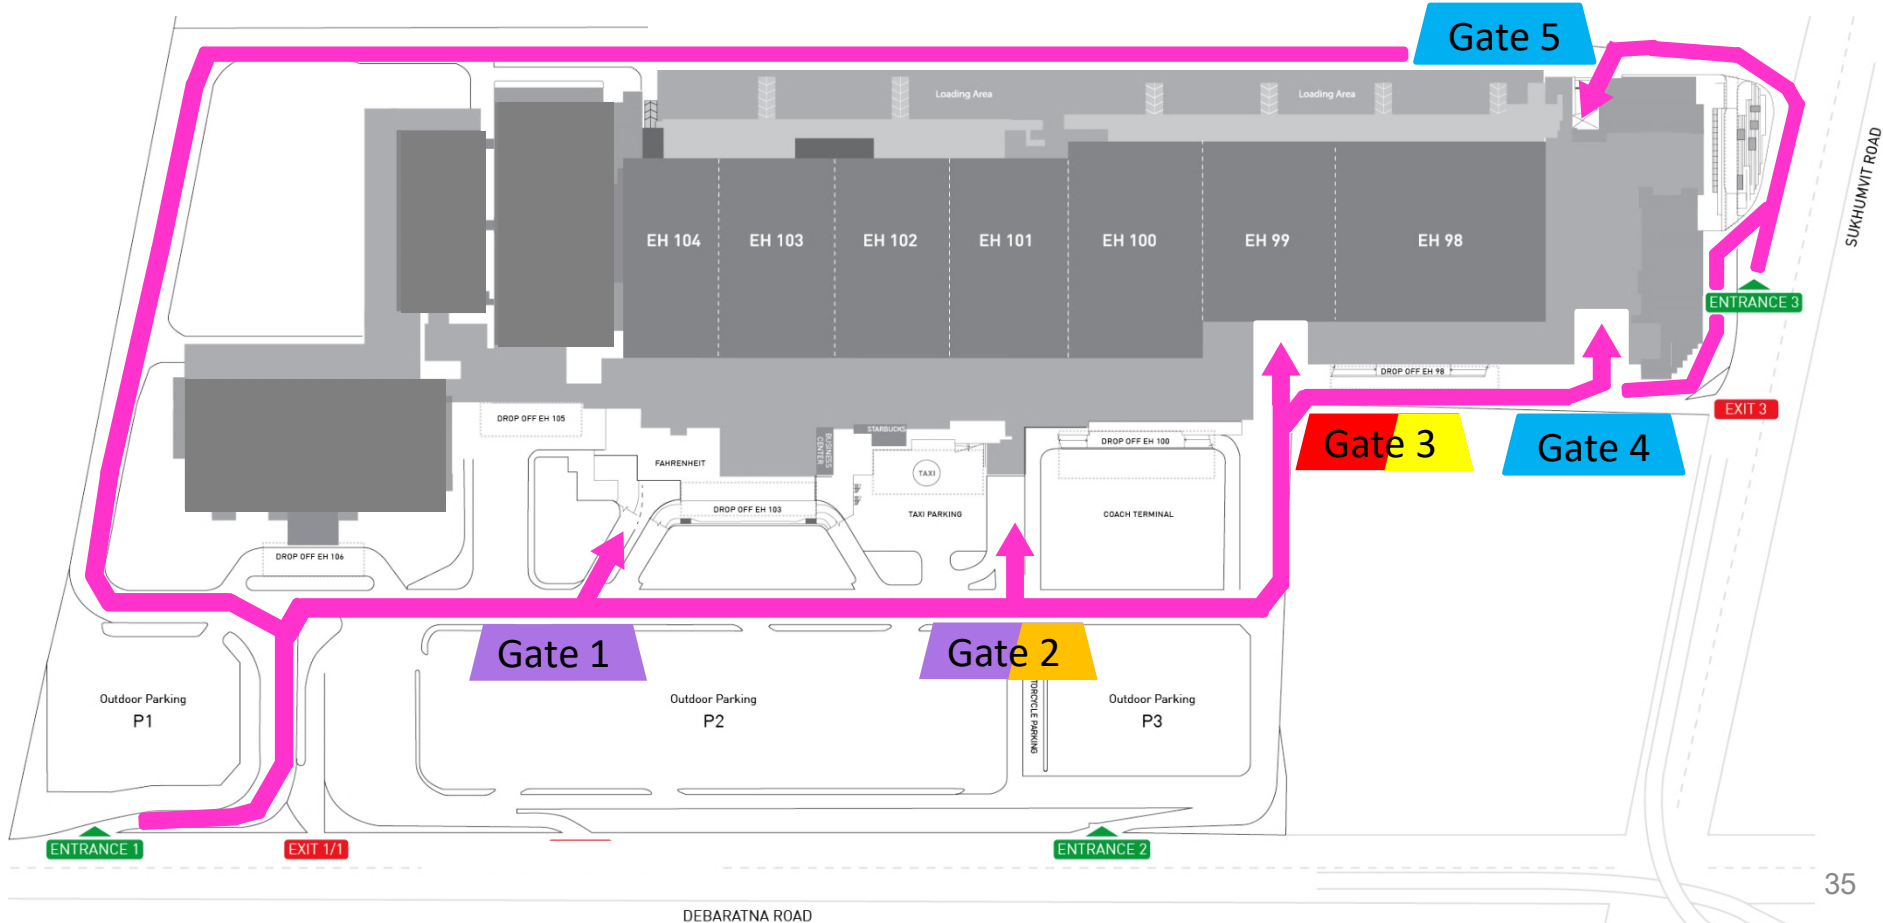 Gate 5
Loading Area
Loading Area
SUKHUMVIT ROAD
EH 104
EH 103
EH 102
EH 101
EH 100
EH 99
EH 98
ENTRANCE 3
DROP OFF EH 98
EXIT 3
DROP OFF EH 105
STARBUCKS
BUSINESS
CENTER
DROP OFF EH 100
Gate 3
Gate 4
FAHRENHEIT
TAXI
DROP OFF EH 103
TAXI PARKING
COACH TERMINAL
DROP OFF EH 106
Gate 1
Gate 2
Outdoor Parking
P1
Outdoor Parking
P2
TORCYCLE PARKING
Outdoor Parking
P3
ENTRANCE 1
EXIT 1/1
ENTRANCE 2
35
DEBARATNA ROAD